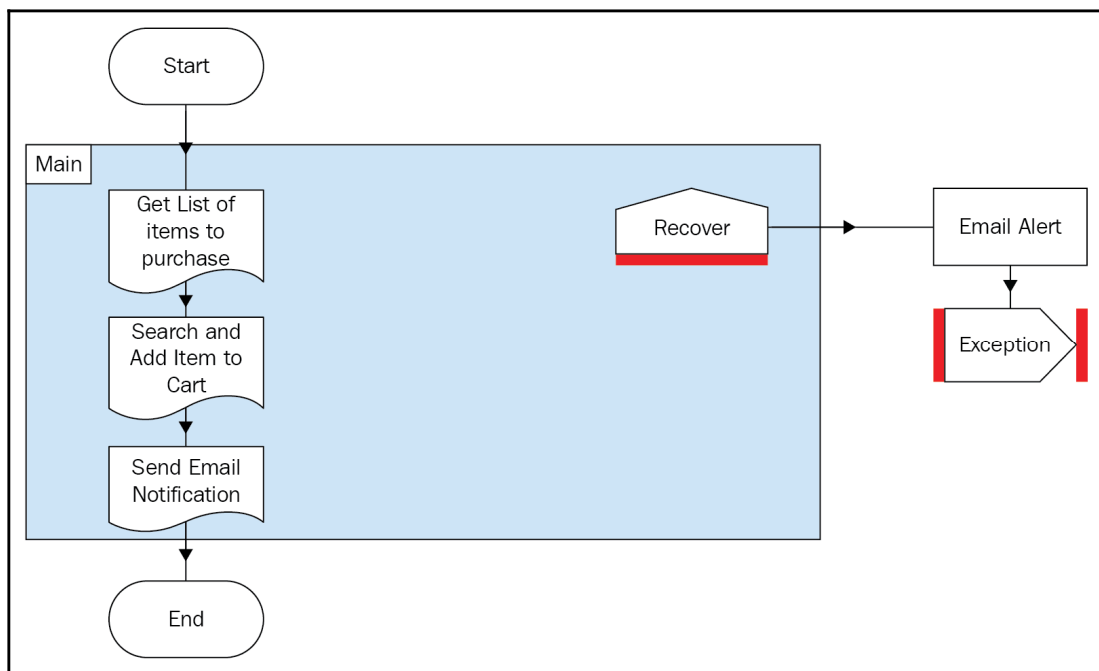 Start
Main
Get List of
items to
purchase
Recover
Email Alert
Search and
Add Item to
Cart
Exception
Send Email
Notification
End